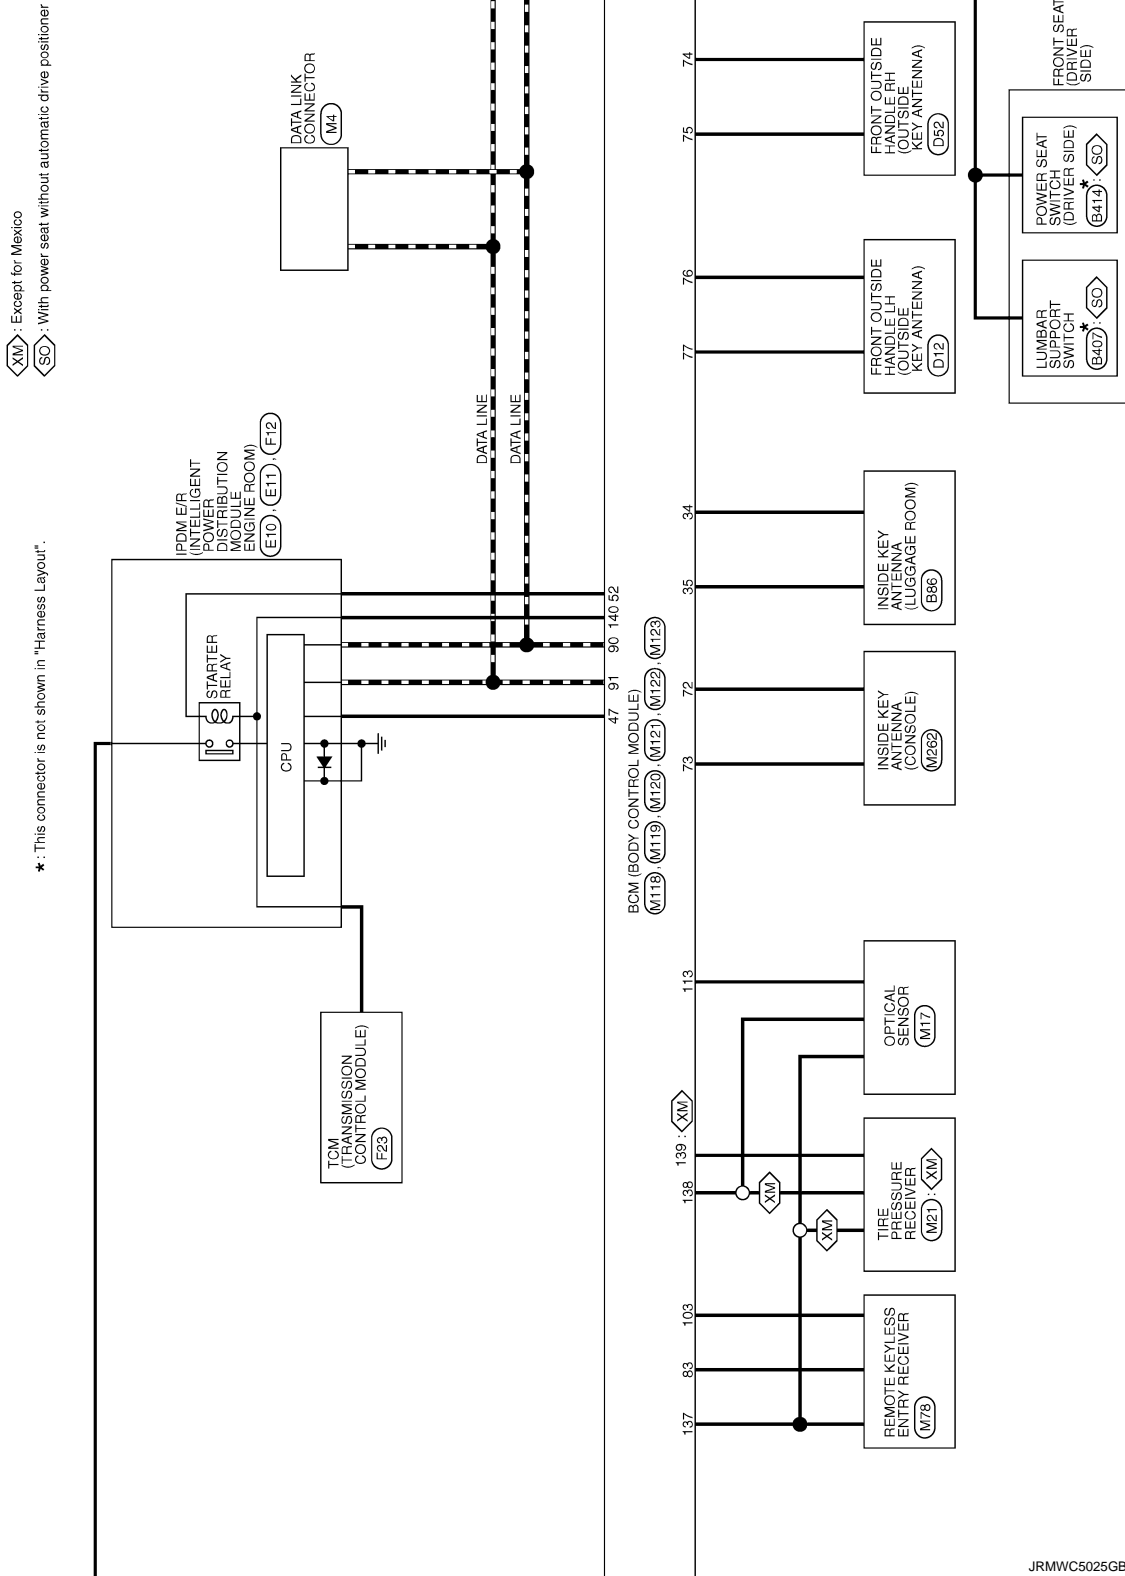 XM : Except for Mexico
SO : With power seat without automatic drive positioner
* : This connector is not shown in "Harness Layout".
IPDM E/R
(INTELLIGENT
POWER
DISTRIBUTION
MODULE
ENGINE ROOM)
E10 , E11 , F12
STARTER
RELAY
CPU
TCM
(TRANSMISSION
CONTROL MODULE)
F23
DATA LINK
CONNECTOR
M4
DATA LINE
DATA LINE
47
91
90
140
52
BCM (BODY CONTROL MODULE)
M118 , M119 , M120 , M121 , M122 , M123
137
83
103
138
139 : XM
113
73
72
35
34
77
76
75
74
XM
XM
REMOTE KEYLESS
ENTRY RECEIVER
M78
TIRE
PRESSURE
RECEIVER
M21 : XM
OPTICAL
SENSOR
M17
INSIDE KEY
ANTENNA
(CONSOLE)
M262
INSIDE KEY
ANTENNA
(LUGGAGE ROOM)
B86
FRONT OUTSIDE
HANDLE LH
(OUTSIDE
KEY ANTENNA)
D12
FRONT OUTSIDE
HANDLE RH
(OUTSIDE
KEY ANTENNA)
D52
LUMBAR
SUPPORT
SWITCH
B407 * : SO
POWER SEAT
SWITCH
(DRIVER SIDE)
B414 * : SO
FRONT SEAT
(DRIVER
SIDE)
JRMWC5025GB